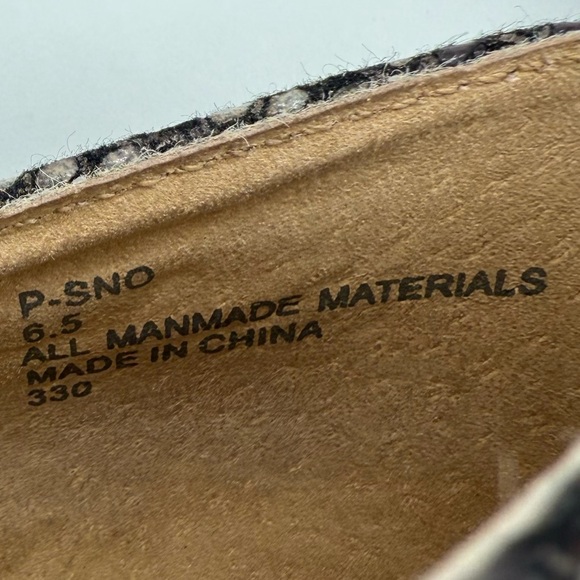 P-SNO
6.5
ALL MANMADE MATERIALS
MADE IN CHINA
330